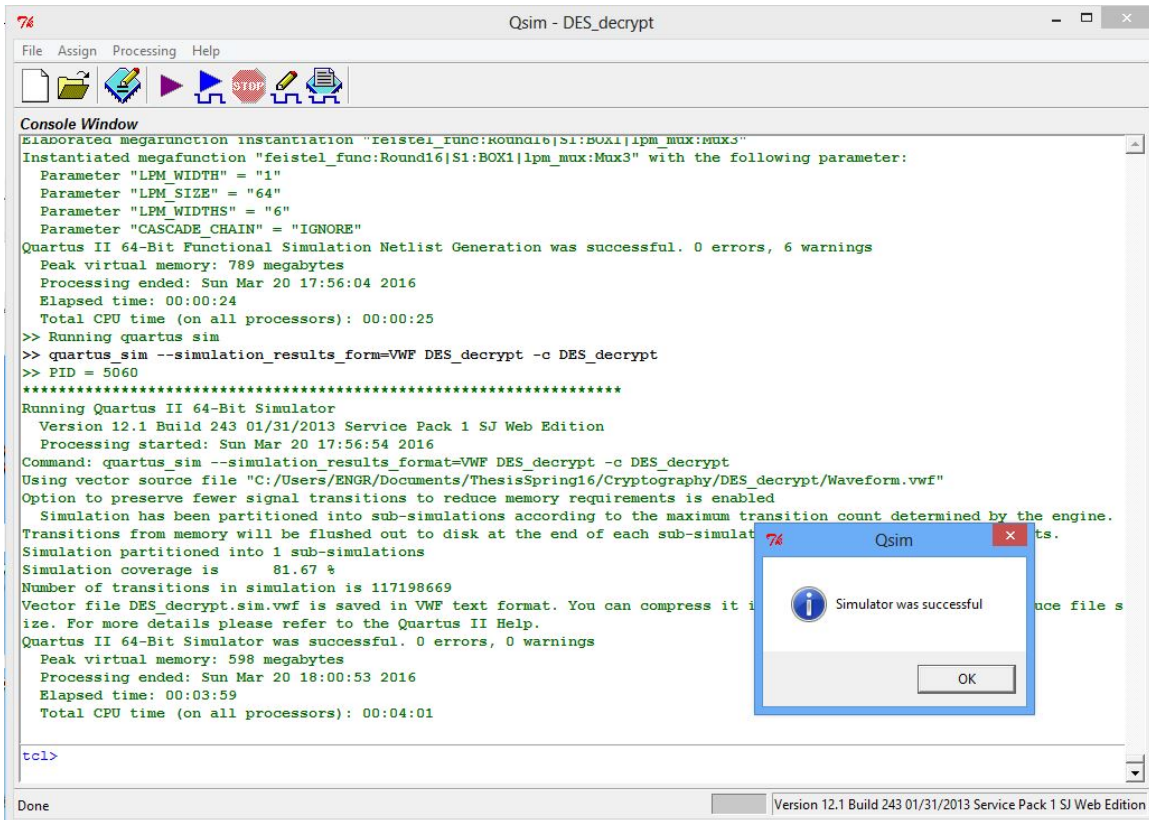 Qsim - DES_decrypt
File Assign Processing Help
STOP
Console Window
Elaborated megafunction instantiation "feistel_func:Round16|S1:BOX1|lpm_mux:Mux3"
Instantiated megafunction "feistel_func:Round16|S1:BOX1|lpm_mux:Mux3" with the following parameter:
Parameter "LPM_WIDTH" = "1"
Parameter "LPM_SIZE" = "64"
Parameter "LPM_WIDTHS" = "6"
Parameter "CASCADE_CHAIN" = "IGNORE"
Quartus II 64-Bit Functional Simulation Netlist Generation was successful. 0 errors, 6 warnings
Peak virtual memory: 789 megabytes
Processing ended: Sun Mar 20 17:56:04 2016
Elapsed time: 00:00:24
Total CPU time (on all processors): 00:00:25
>> Running quartus sim
>> quartus_sim --simulation_results_form=VWF DES_decrypt -c DES_decrypt
>> PID = 5060
*******************************************************************
Running Quartus II 64-Bit Simulator
Version 12.1 Build 243 01/31/2013 Service Pack 1 SJ Web Edition
Processing started: Sun Mar 20 17:56:54 2016
Command: quartus_sim --simulation_results_format=VWF DES_decrypt -c DES_decrypt
Using vector source file "C:/Users/ENGR/Documents/ThesisSpring16/Cryptography/DES_decrypt/Waveform.vwf"
Option to preserve fewer signal transitions to reduce memory requirements is enabled
Simulation has been partitioned into sub-simulations according to the maximum transition count determined by the engine.
Transitions from memory will be flushed out to disk at the end of each sub-simulat ts.
Simulation partitioned into 1 sub-simulations
Simulation coverage is 81.67 %
Number of transitions in simulation is 117198669
Vector file DES_decrypt.sim.vwf is saved in VWF text format. You can compress it i uce file s
ize. For more details please refer to the Quartus II Help.
Quartus II 64-Bit Simulator was successful. 0 errors, 0 warnings
Peak virtual memory: 598 megabytes
Processing ended: Sun Mar 20 18:00:53 2016
Elapsed time: 00:03:59
Total CPU time (on all processors): 00:04:01
Qsim
Simulator was successful
OK
tcl>
Done
Version 12.1 Build 243 01/31/2013 Service Pack 1 SJ Web Edition